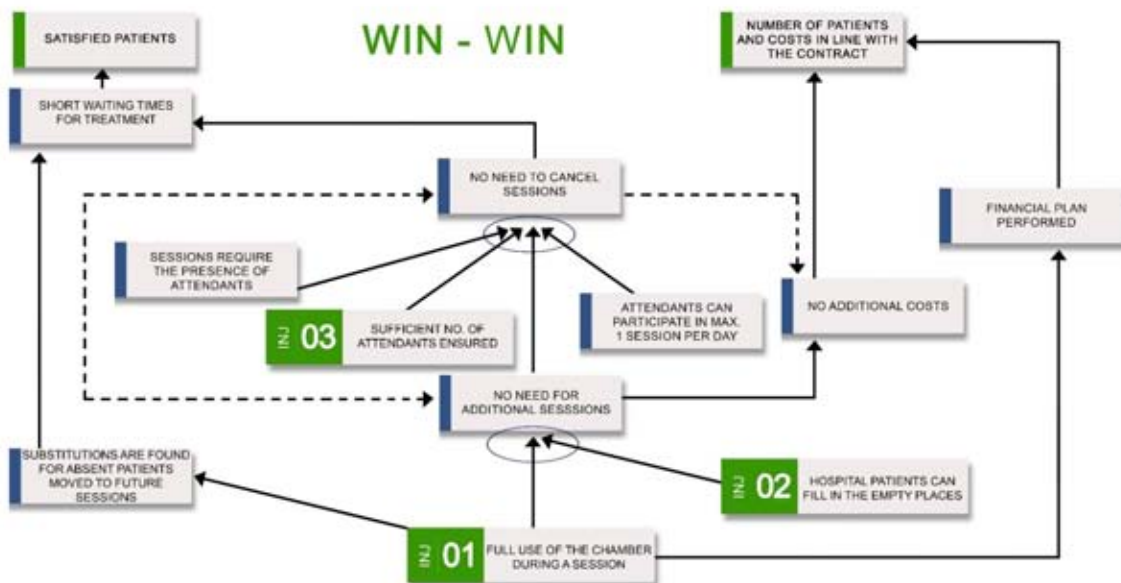 WIN - WIN
SATISFIED PATIENTS
NUMBER OF PATIENTS
AND COSTS IN LINE WITH
THE CONTRACT
SHORT WAITING TIMES
FOR TREATMENT
NO NEED TO CANCEL
SESSIONS
FINANCIAL PLAN
PERFORMED
SESSIONS REQUIRE
THE PRESENCE OF
ATTENDANTS
INJ 03
SUFFICIENT NO. OF
ATTENDANTS ENSURED
ATTENDANTS CAN
PARTICIPATE IN MAX.
1 SESSION PER DAY
NO ADDITIONAL COSTS
NO NEED FOR
ADDITIONAL SESSSIONS
SUBSTITUTIONS ARE FOUND
FOR ABSENT PATIENTS
MOVED TO FUTURE
SESSIONS
INJ 02
HOSPITAL PATIENTS CAN
FILL IN THE EMPTY PLACES
INJ 01
FULL USE OF THE CHAMBER
DURING A SESSION